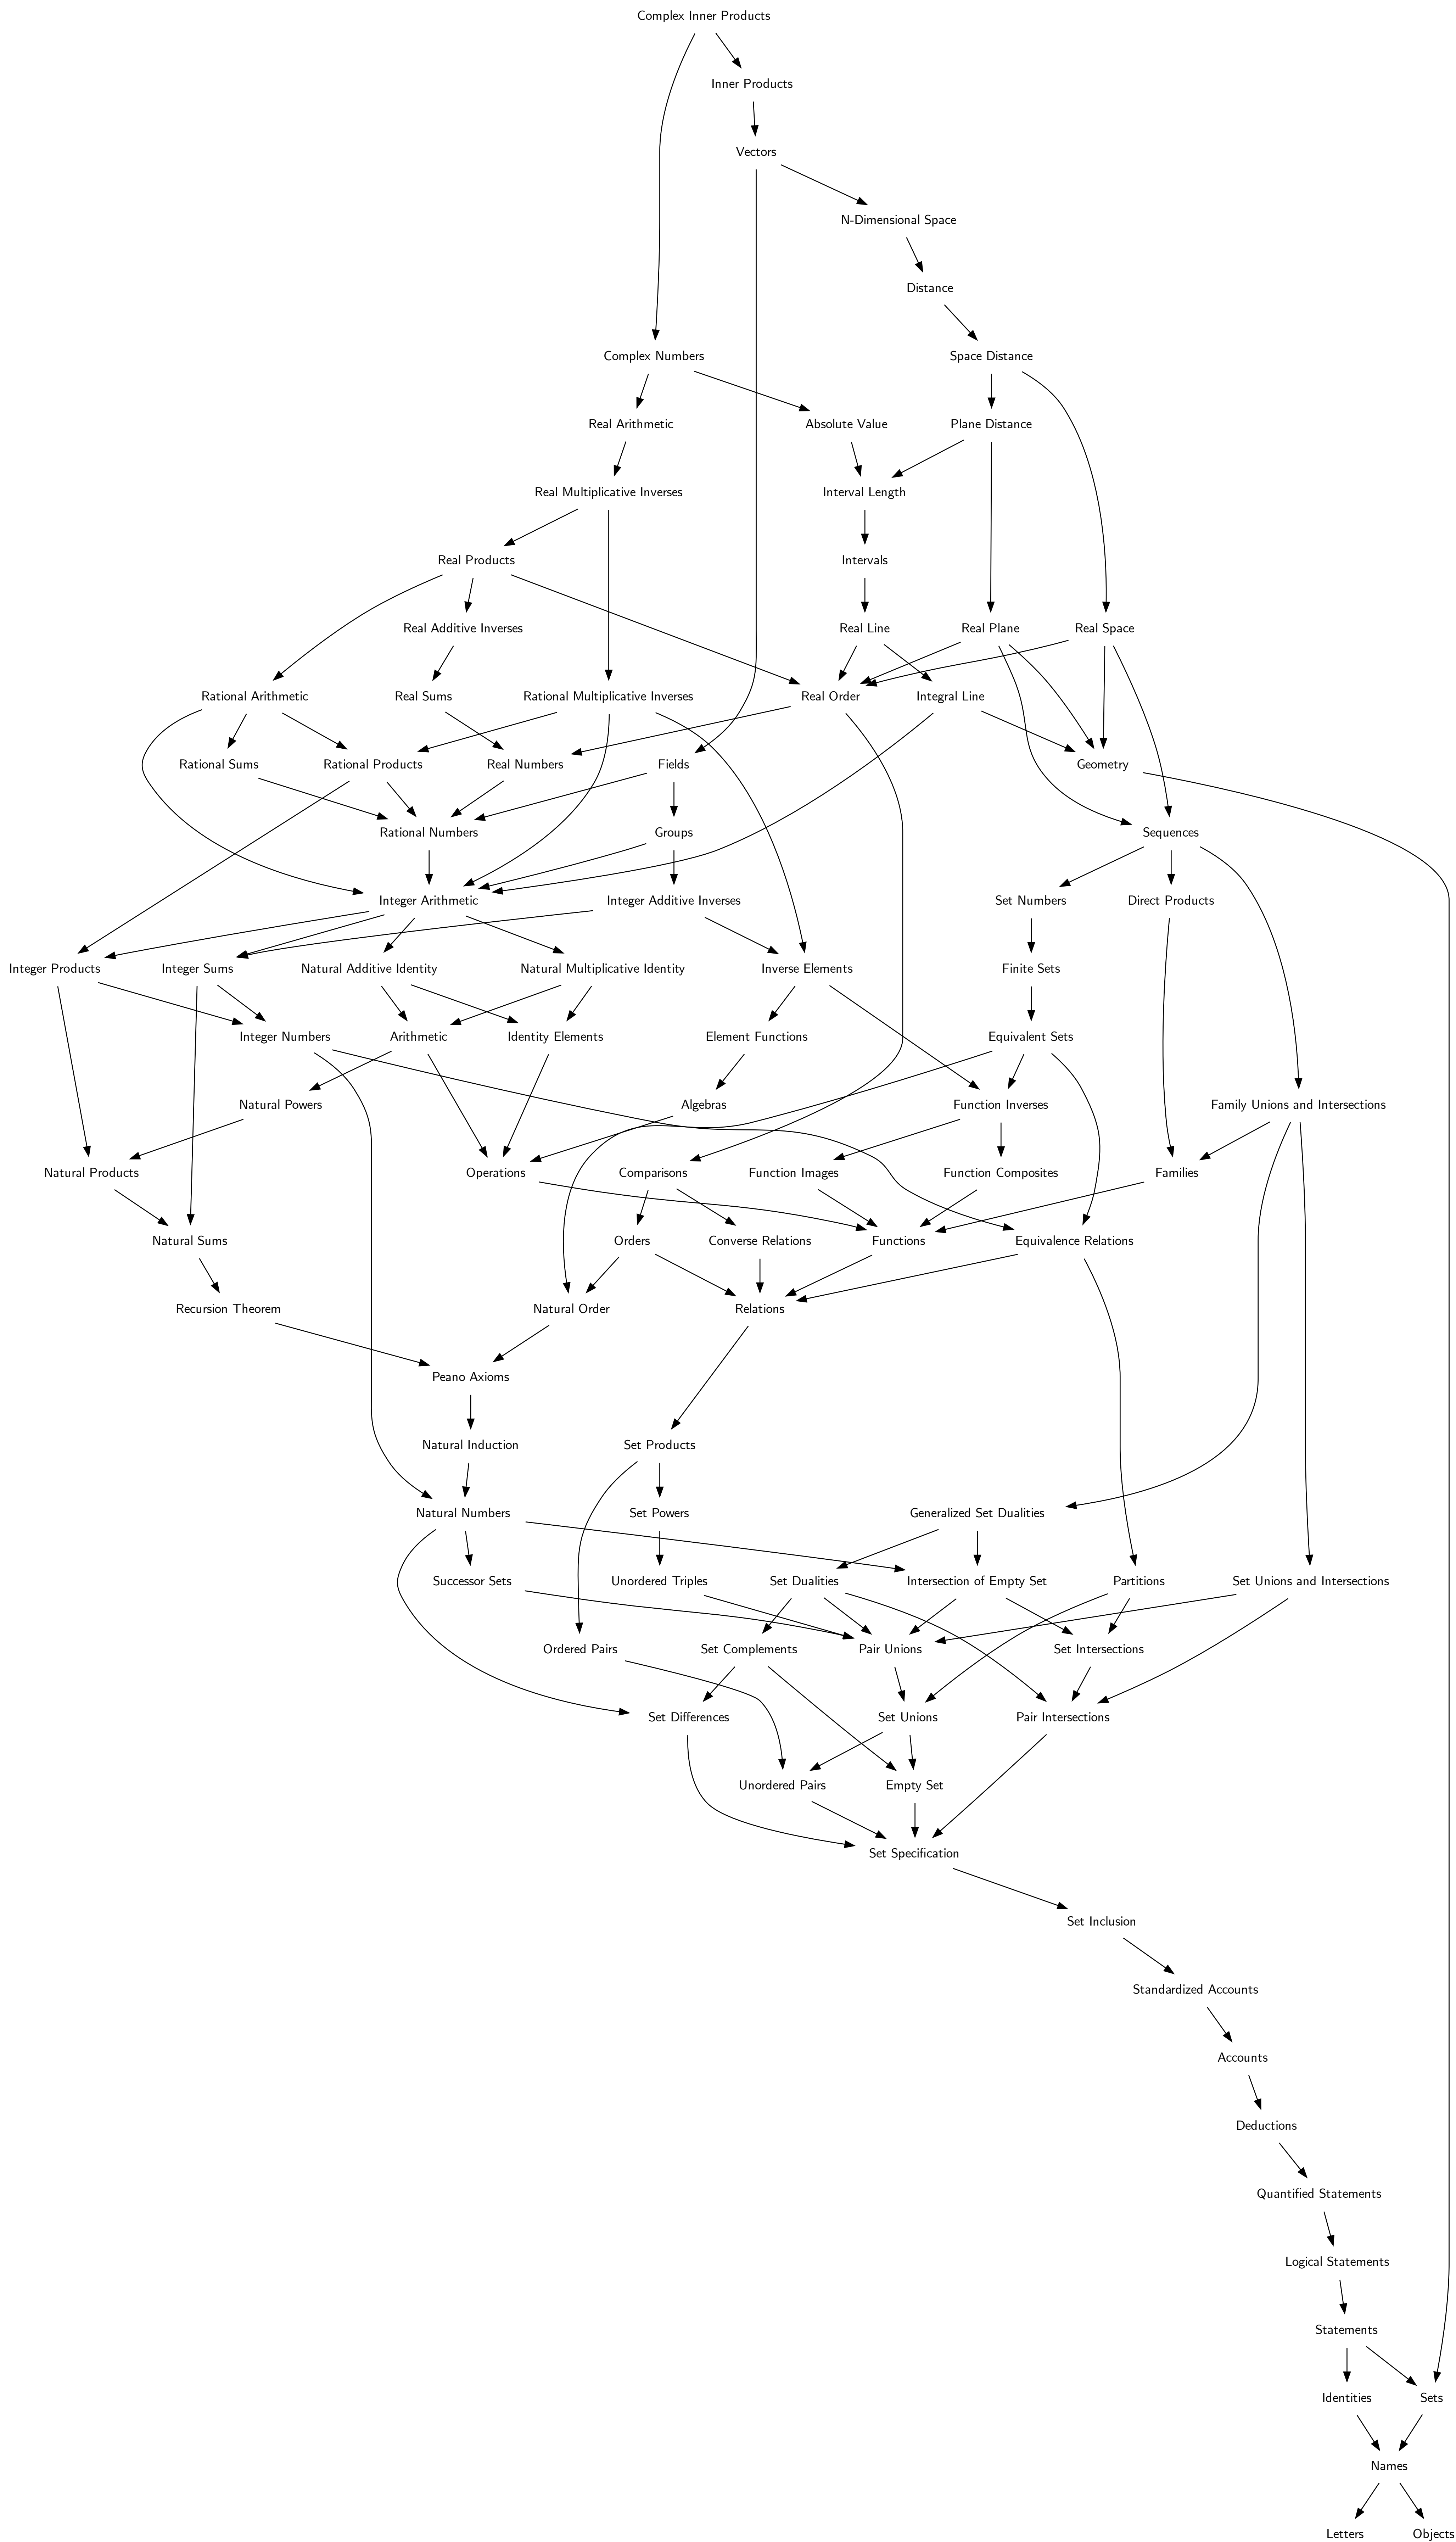 Complex Inner Products
Inner Products
Vectors
N-Dimensional Space
Distance
Complex Numbers
Space Distance
Real Arithmetic
Absolute Value
Plane Distance
Real Multiplicative Inverses
Interval Length
Real Products
Intervals
Real Additive Inverses
Real Line
Real Plane
Real Space
Rational Arithmetic
Real Sums
Rational Multiplicative Inverses
Real Order
Integral Line
Rational Sums
Rational Products
Real Numbers
Fields
Geometry
Rational Numbers
Groups
Sequences
Integer Arithmetic
Integer Additive Inverses
Set Numbers
Direct Products
Integer Products
Integer Sums
Natural Additive Identity
Natural Multiplicative Identity
Inverse Elements
Finite Sets
Integer Numbers
Arithmetic
Identity Elements
Element Functions
Equivalent Sets
Natural Powers
Algebras
Function Inverses
Family Unions and Intersections
Natural Products
Operations
Comparisons
Function Images
Function Composites
Families
Natural Sums
Orders
Converse Relations
Functions
Equivalence Relations
Recursion Theorem
Natural Order
Relations
Peano Axioms
Natural Induction
Set Products
Natural Numbers
Set Powers
Generalized Set Dualities
Successor Sets
Unordered Triples
Set Dualities
Intersection of Empty Set
Partitions
Set Unions and Intersections
Ordered Pairs
Set Complements
Pair Unions
Set Intersections
Set Differences
Set Unions
Pair Intersections
Unordered Pairs
Empty Set
Set Specification
Set Inclusion
Standardized Accounts
Accounts
Deductions
Quantified Statements
Logical Statements
Statements
Identities
Sets
Names
Letters
Objects